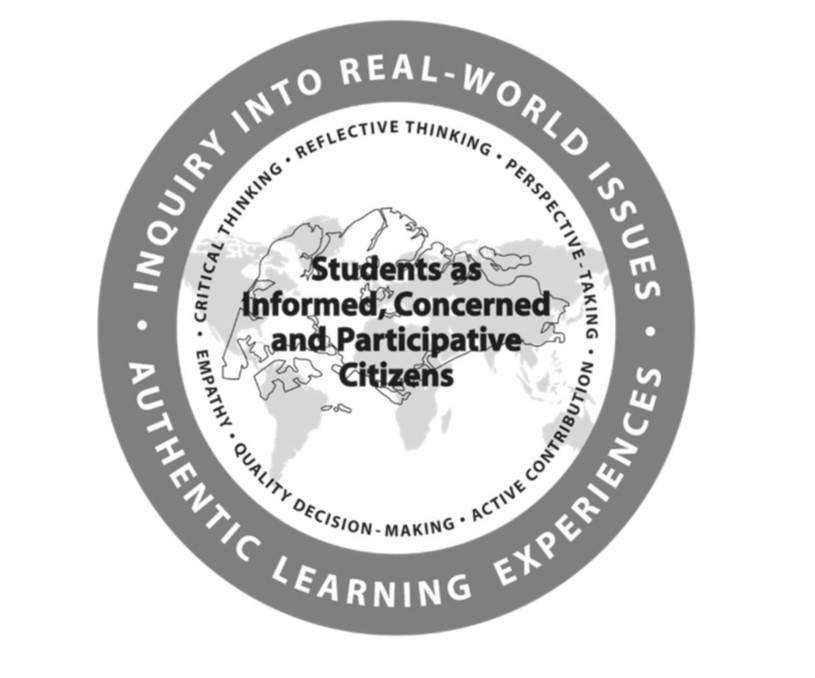 • INQUIRY INTO REAL-WORLD ISSUES •
AUTHENTIC LEARNING EXPERIENCES
• CRITICAL THINKING • REFLECTIVE THINKING • PERSPECTIVE-TAKING •
EMPATHY • QUALITY DECISION-MAKING • ACTIVE CONTRIBUTION
Students as
Informed, Concerned
and Participative
Citizens